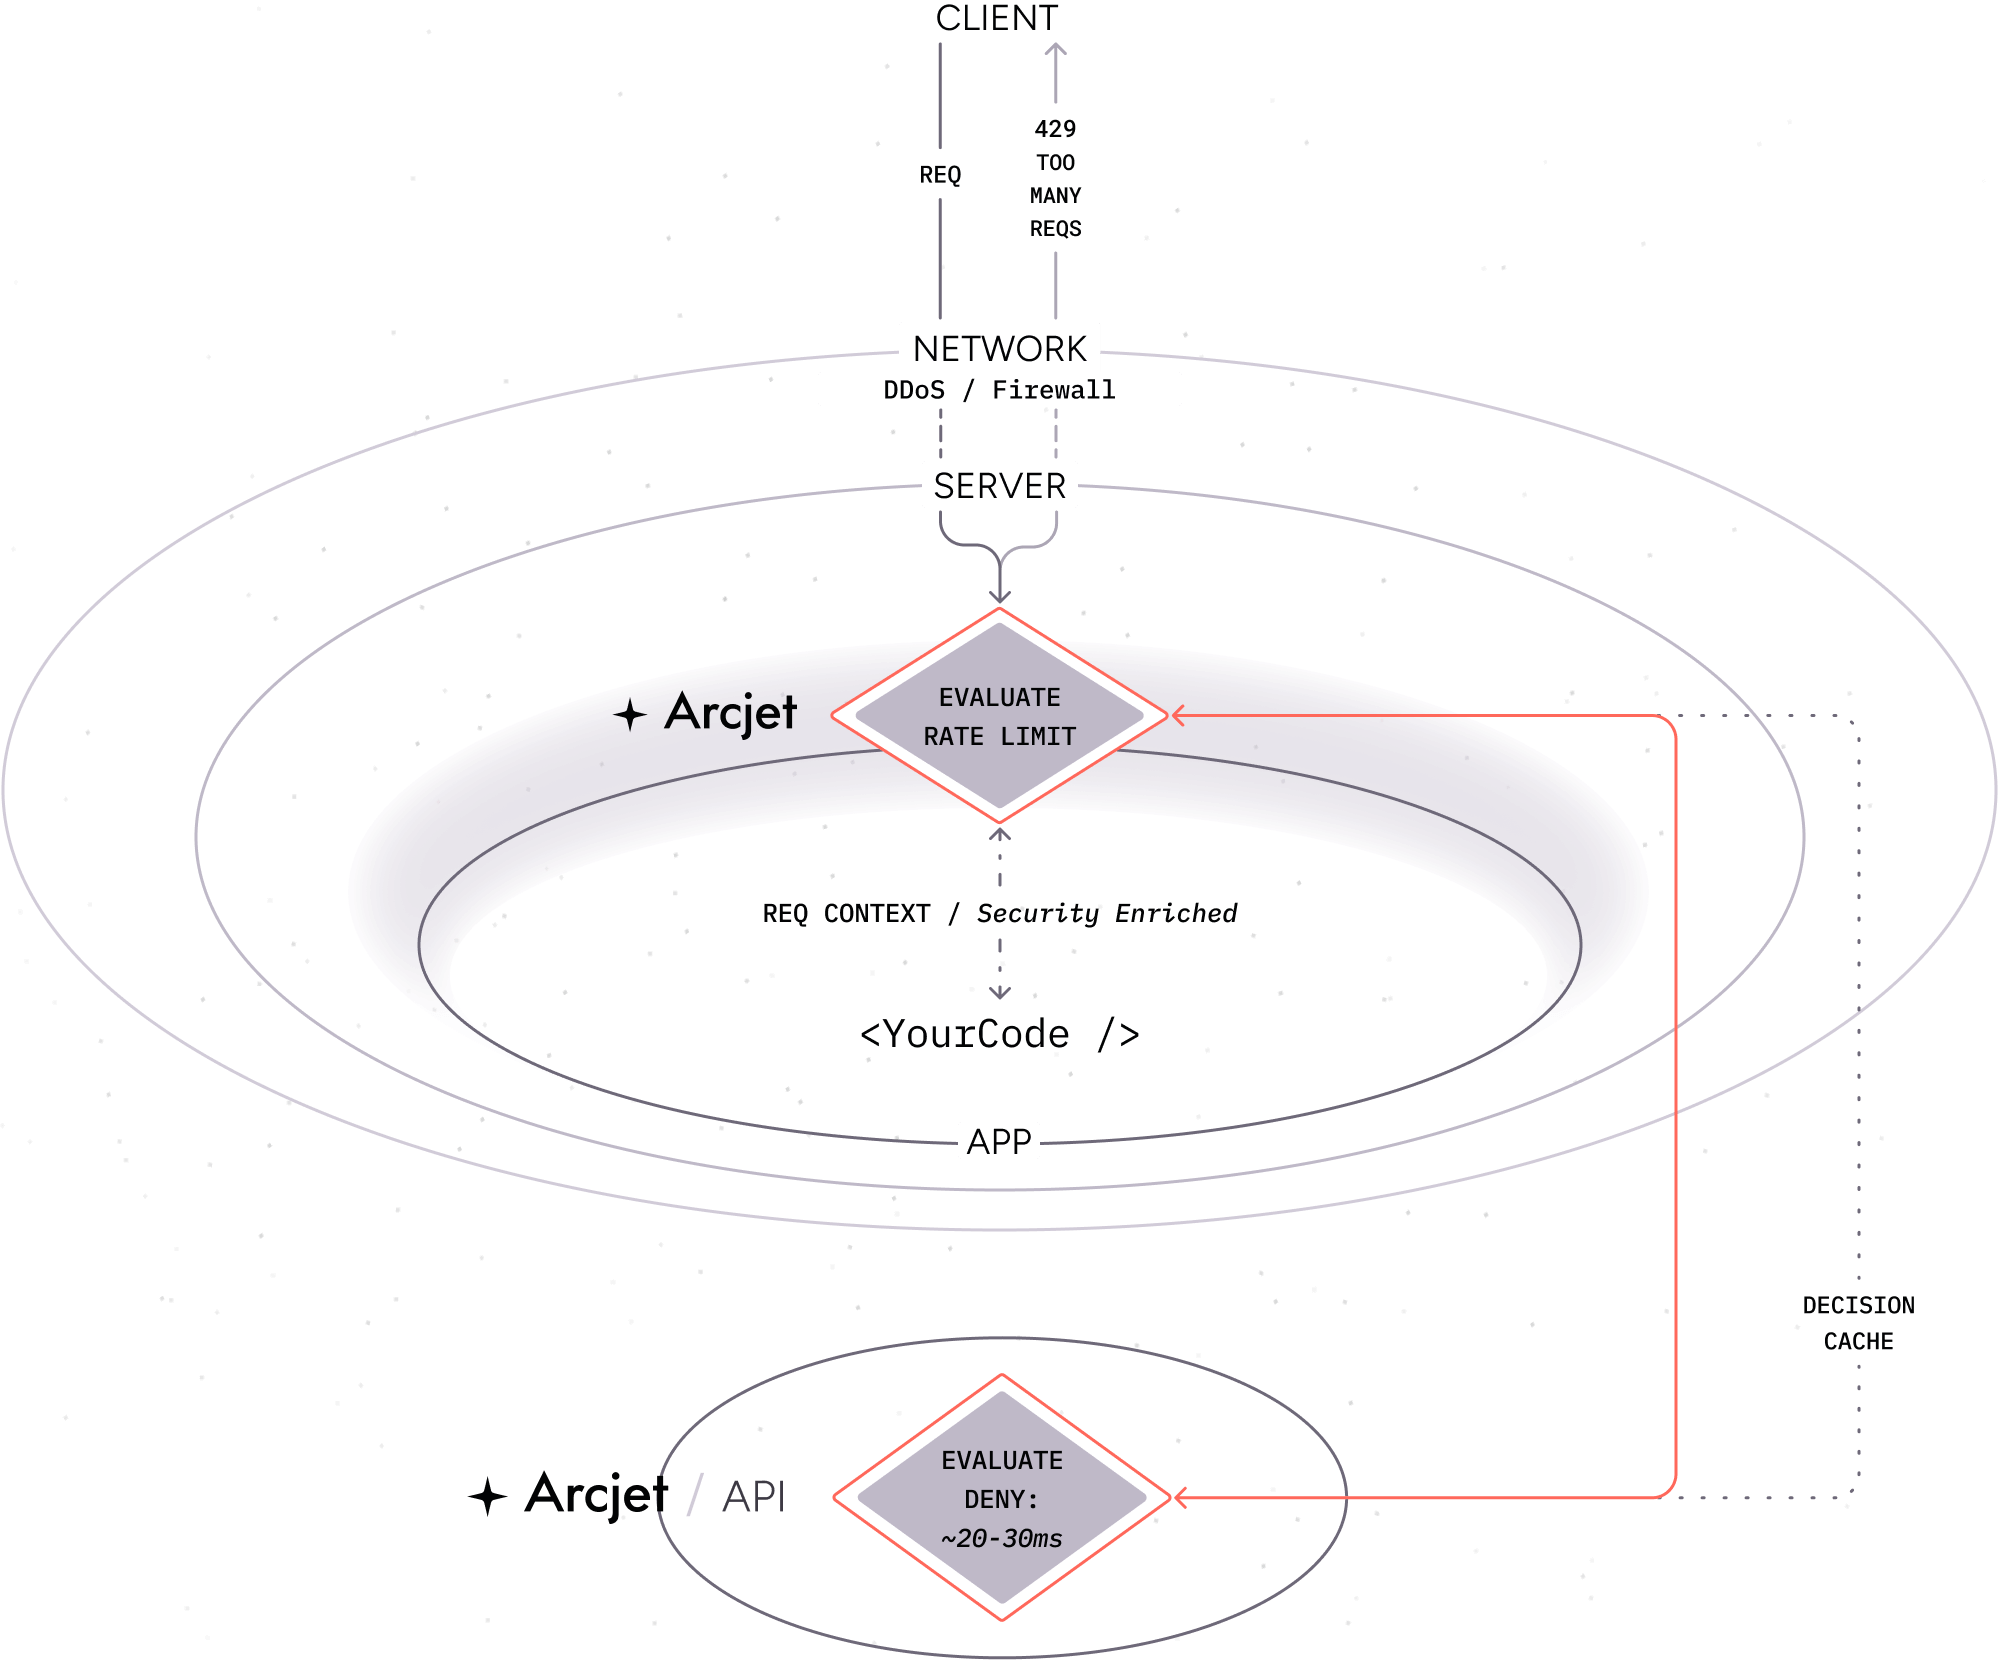 CLIENT
REQ
429
TOO
MANY
REQS
NETWORK
DDoS / Firewall
SERVER
Arcjet
EVALUATE
RATE LIMIT
REQ CONTEXT / Security Enriched
<YourCode />
APP
DECISION
CACHE
Arcjet / API
EVALUATE
DENY:
~20-30ms